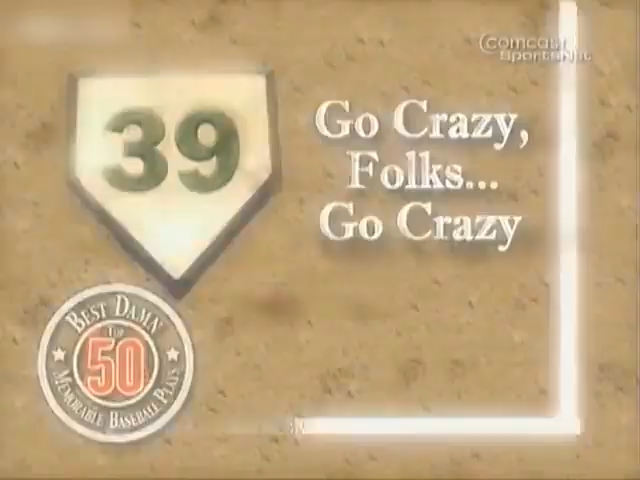 Comcast
SportsNet
39
Go Crazy,
Folks...
Go Crazy
BEST DAMN
TOP
50
MEMORABLE BASEBALL PLAYS